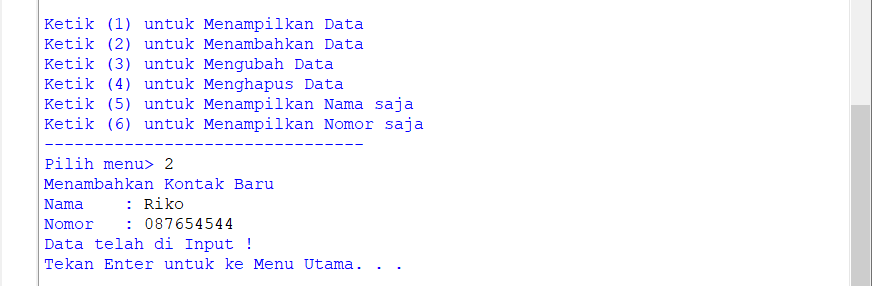 Ketik (1) untuk Menampilkan Data
Ketik (2) untuk Menambahkan Data
Ketik (3) untuk Mengubah Data
Ketik (4) untuk Menghapus Data
Ketik (5) untuk Menampilkan Nama saja
Ketik (6) untuk Menampilkan Nomor saja
--------------------------------
Pilih menu> 2
Menambahkan Kontak Baru
Nama    : Riko
Nomor   : 087654544
Data telah di Input !
Tekan Enter untuk ke Menu Utama. . .